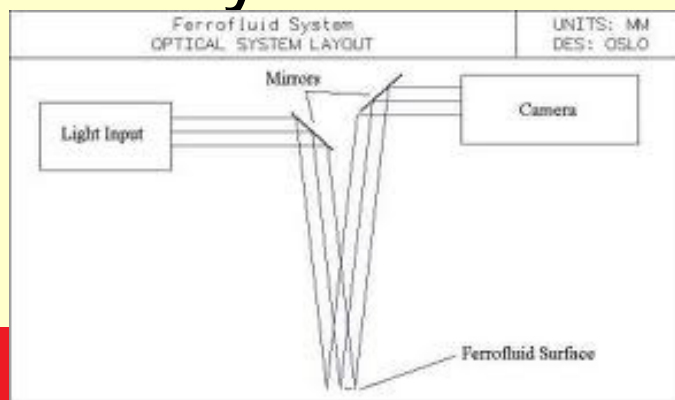 Ferrofluid System
OPTICAL SYSTEM LAYOUT
UNITS: MM
DES: OSLO
Mirrors
Light Input
Camera
Ferrofluid Surface